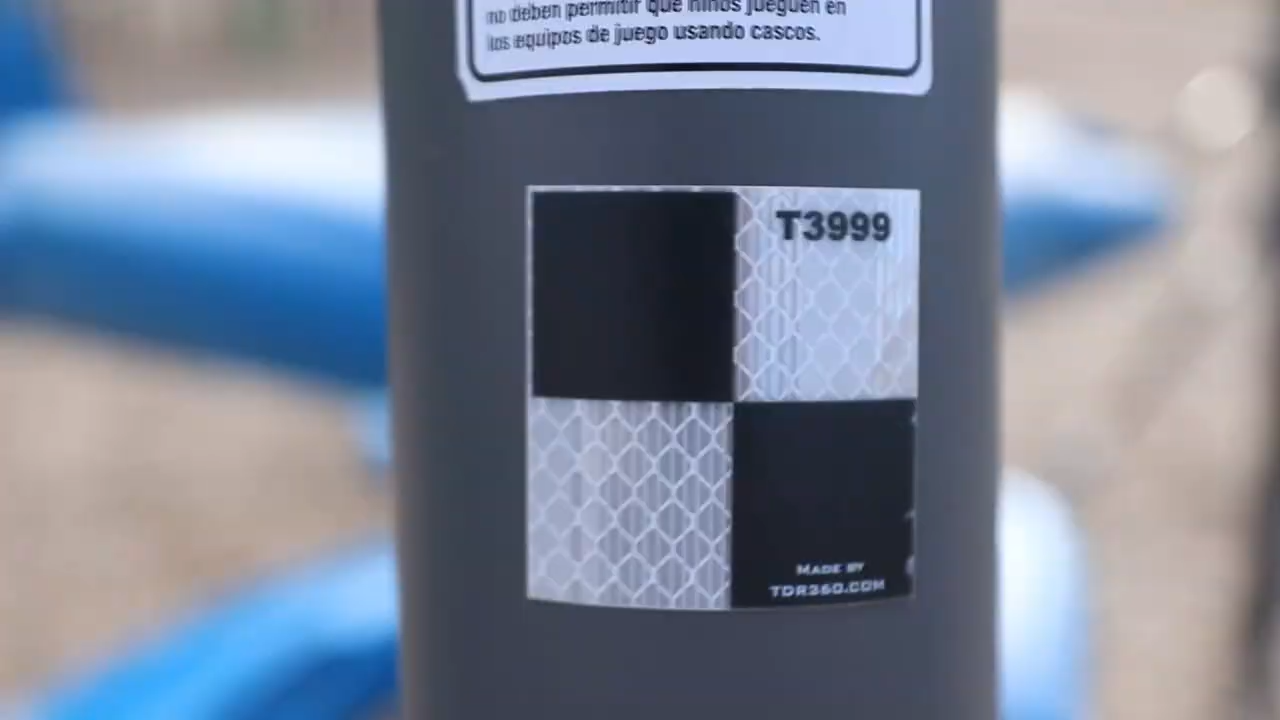 no deben permitir que niños jueguen en
los equipos de juego usando cascos.
T3999
MADE BY
TDR360.COM